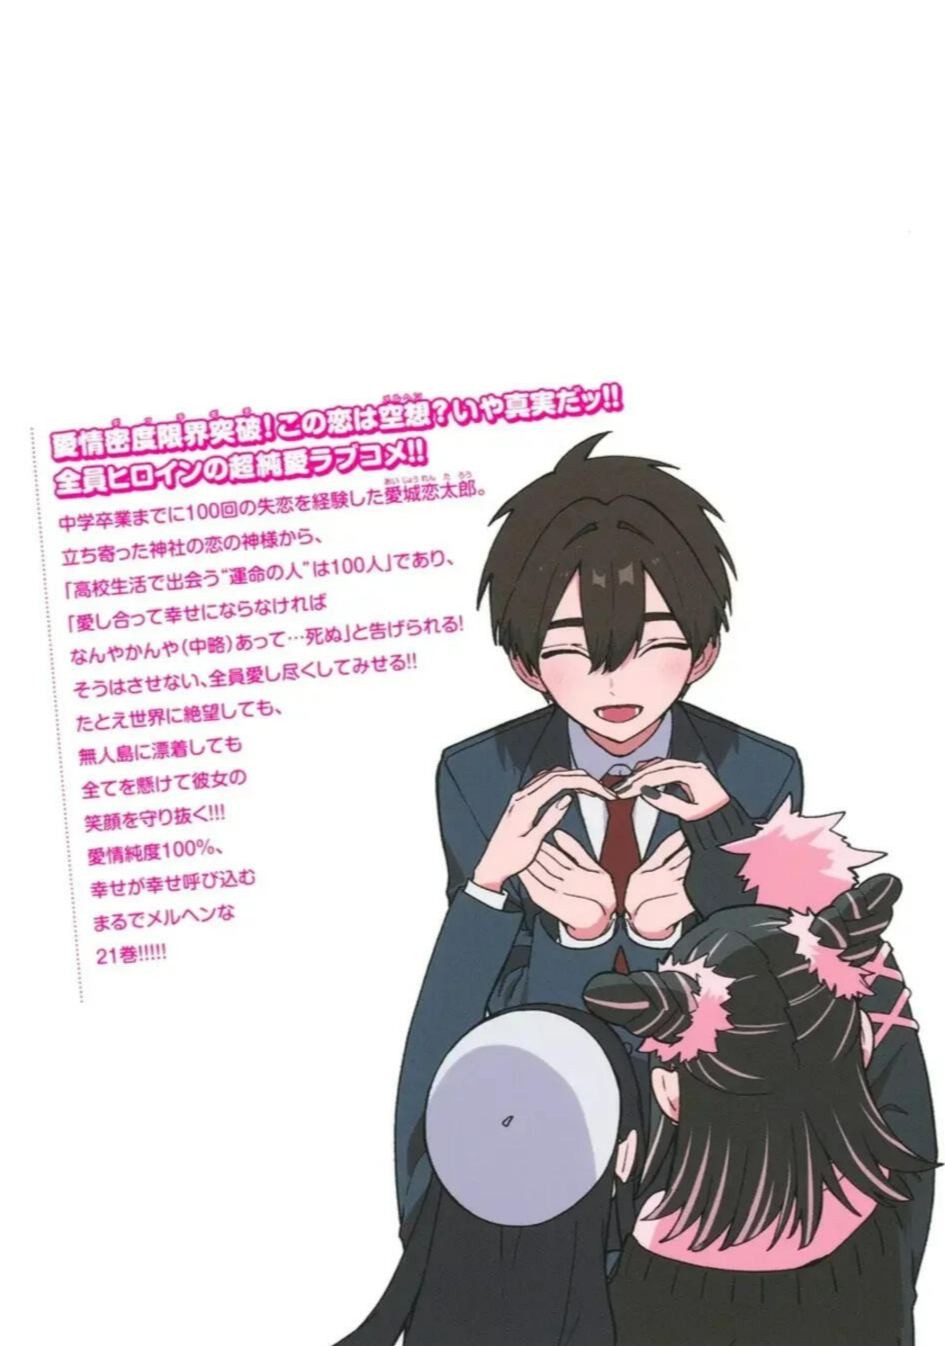 愛情密度限界突破！この恋は空想？いや真実だッ!!
全員ヒロインの超純愛ラブコメ!!
中学卒業までに100回の失恋を経験した愛城恋太郎。
立ち寄った神社の恋の神様から、
「高校生活で出会う“運命の人”は100人」であり、
「愛し合って幸せにならなければ
なんやかんや（中略）あって…死ぬ」と告げられる!
そうはさせない、全員愛し尽くしてみせる!!
たとえ世界に絶望しても、
無人島に漂着しても
全てを懸けて彼女の
笑顔を守り抜く!!!
愛情純度100％、
幸せが幸せ呼び込む
まるでメルヘンな
21巻!!!!!